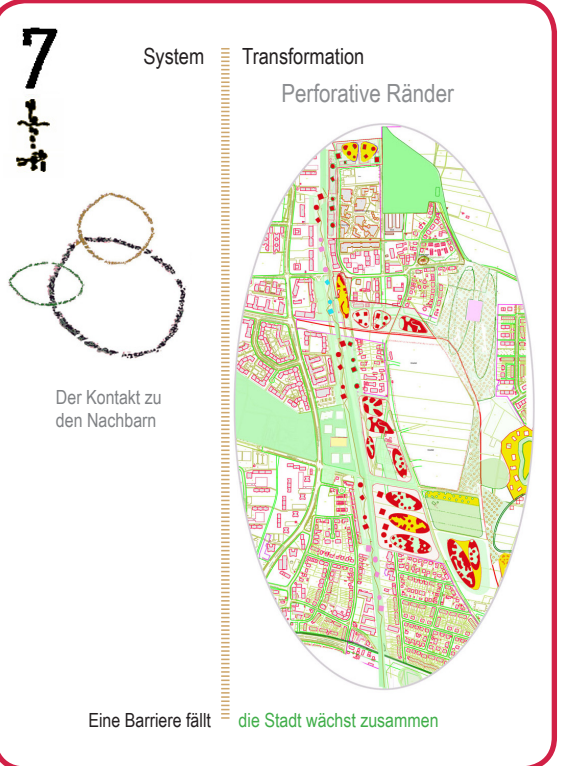 7
System Transformation
Perforative Ränder
Der Kontakt zu
den Nachbarn
Eine Barriere fällt die Stadt wächst zusammen